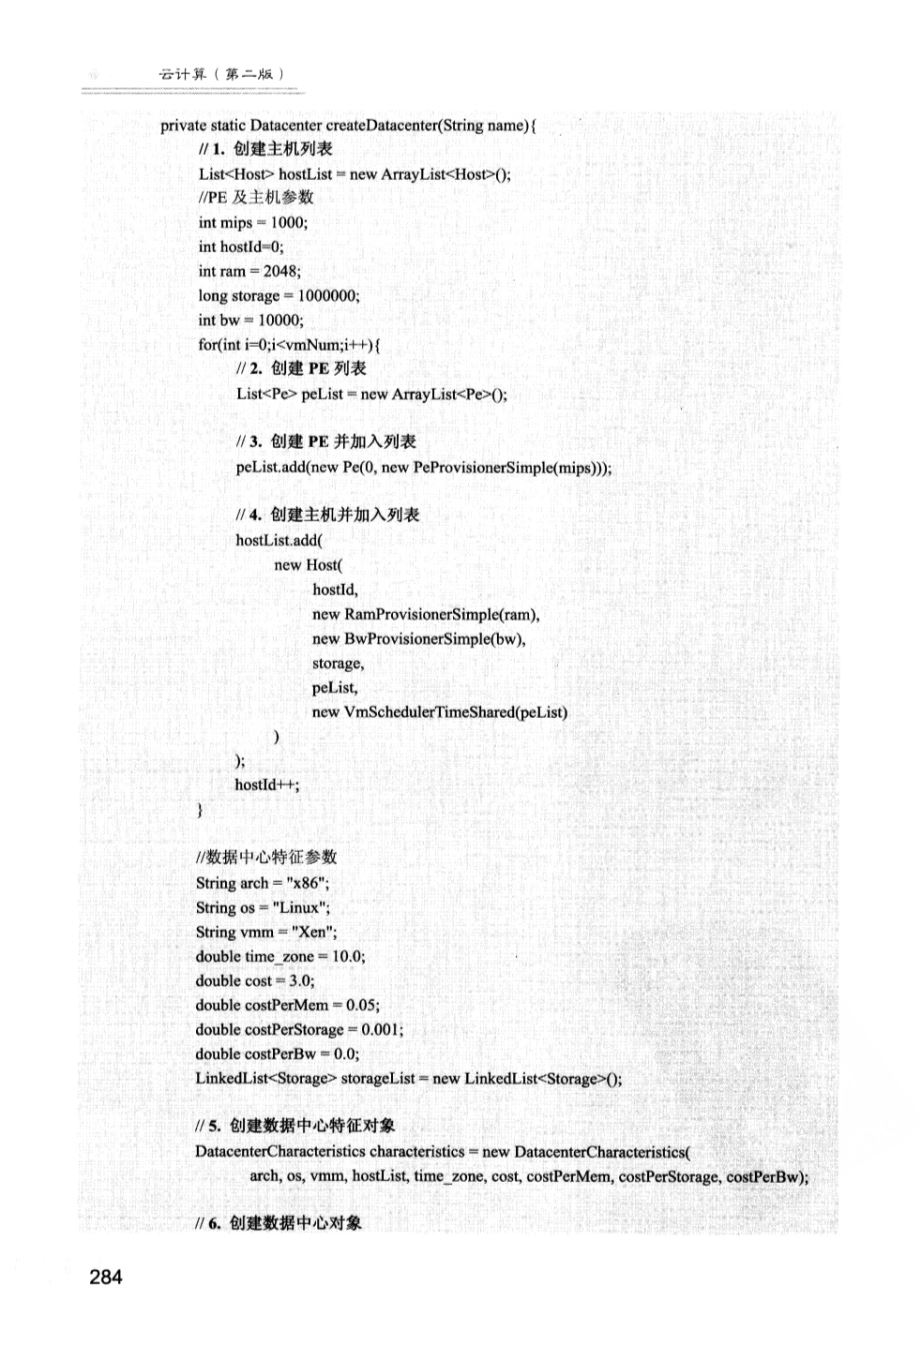 云计算（第二版）
private static Datacenter createDatacenter(String name){
// 1. 创建主机列表
List<Host> hostList = new ArrayList<Host>();
//PE 及主机参数
int mips = 1000;
int hostId=0;
int ram = 2048;
long storage = 1000000;
int bw = 10000;
for(int i=0;i<vmNum;i++){
// 2. 创建 PE 列表
List<Pe> peList = new ArrayList<Pe>();
// 3. 创建 PE 并加入列表
peList.add(new Pe(0, new PeProvisionerSimple(mips)));
// 4. 创建主机并加入列表
hostList.add(
new Host(
hostId,
new RamProvisionerSimple(ram),
new BwProvisionerSimple(bw),
storage,
peList,
new VmSchedulerTimeShared(peList)
)
);
hostId++;
}
//数据中心特征参数
String arch = "x86";
String os = "Linux";
String vmm = "Xen";
double time_zone = 10.0;
double cost = 3.0;
double costPerMem = 0.05;
double costPerStorage = 0.001;
double costPerBw = 0.0;
LinkedList<Storage> storageList = new LinkedList<Storage>();
// 5. 创建数据中心特征对象
DatacenterCharacteristics characteristics = new DatacenterCharacteristics(
arch, os, vmm, hostList, time_zone, cost, costPerMem, costPerStorage, costPerBw);
// 6. 创建数据中心对象
284